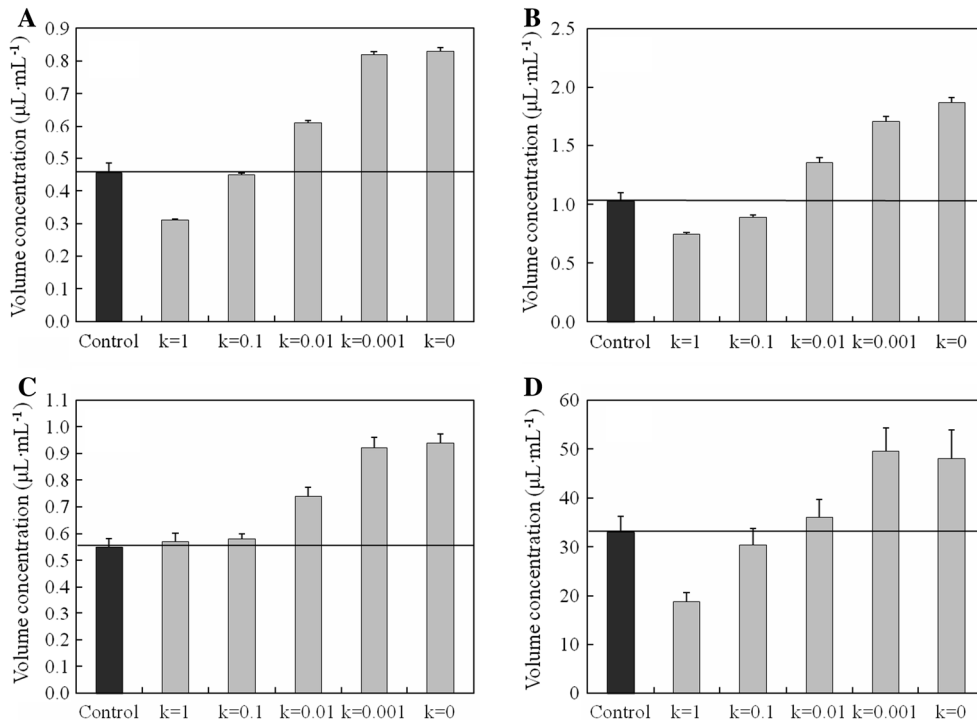 A
Volume concentration (µL·mL⁻¹)
0.9
0.8
0.7
0.6
0.5
0.4
0.3
0.2
0.1
0.0
Control k=1 k=0.1 k=0.01 k=0.001 k=0
B
Volume concentration (µL·mL⁻¹)
2.5
2.0
1.5
1.0
0.5
0.0
Control k=1 k=0.1 k=0.01 k=0.001 k=0
C
Volume concentration (µL·mL⁻¹)
1.1
1.0
0.9
0.8
0.7
0.6
0.5
0.4
0.3
0.2
0.1
0.0
Control k=1 k=0.1 k=0.01 k=0.001 k=0
D
Volume concentration (µL·mL⁻¹)
60
50
40
30
20
10
0
Control k=1 k=0.1 k=0.01 k=0.001 k=0